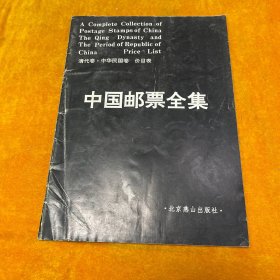 A Complete Collection of
Postage Stamps of China
The Qing Dynasty and
The Period of Republic of
China Price List
清代卷·中华民国卷 价目表
中国邮票全集
·北京燕山出版社·